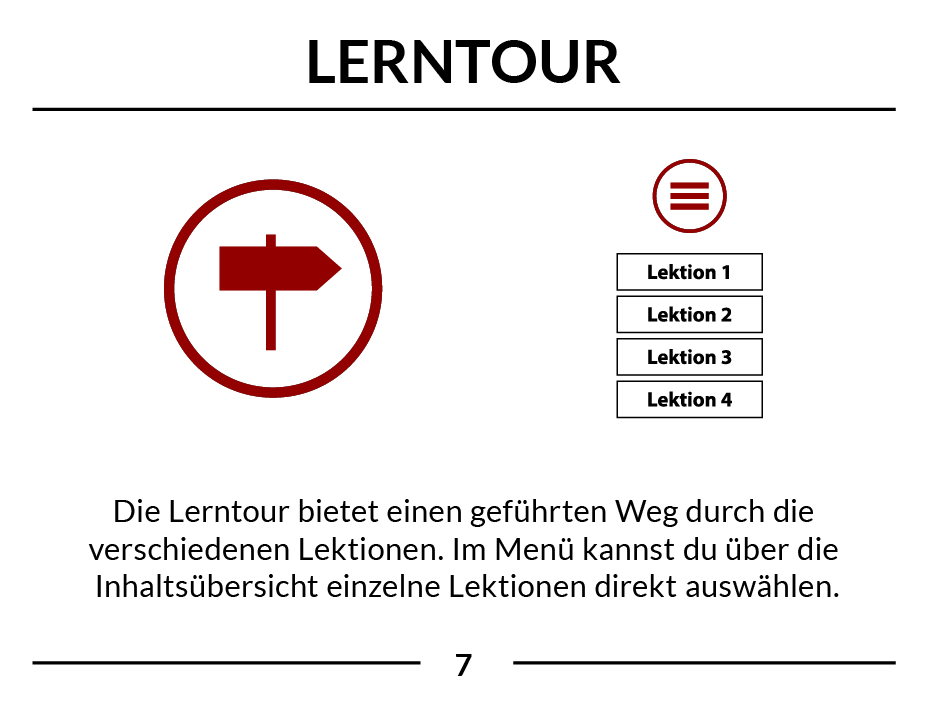 LERNTOUR
Lektion 1
Lektion 2
Lektion 3
Lektion 4
Die Lerntour bietet einen geführten Weg durch die
verschiedenen Lektionen. Im Menü kannst du über die
Inhaltsübersicht einzelne Lektionen direkt auswählen.
7